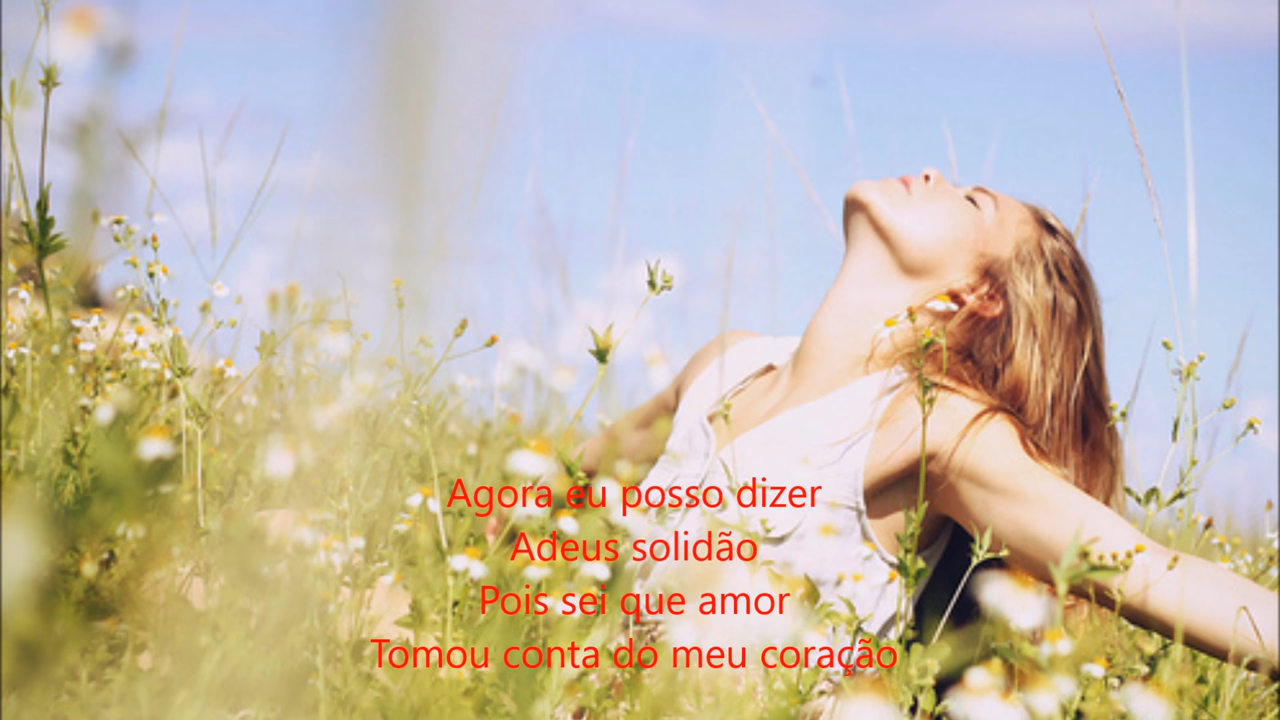 Agora eu posso dizer
Adeus solidão
Pois sei que amor
Tomou conta do meu coração